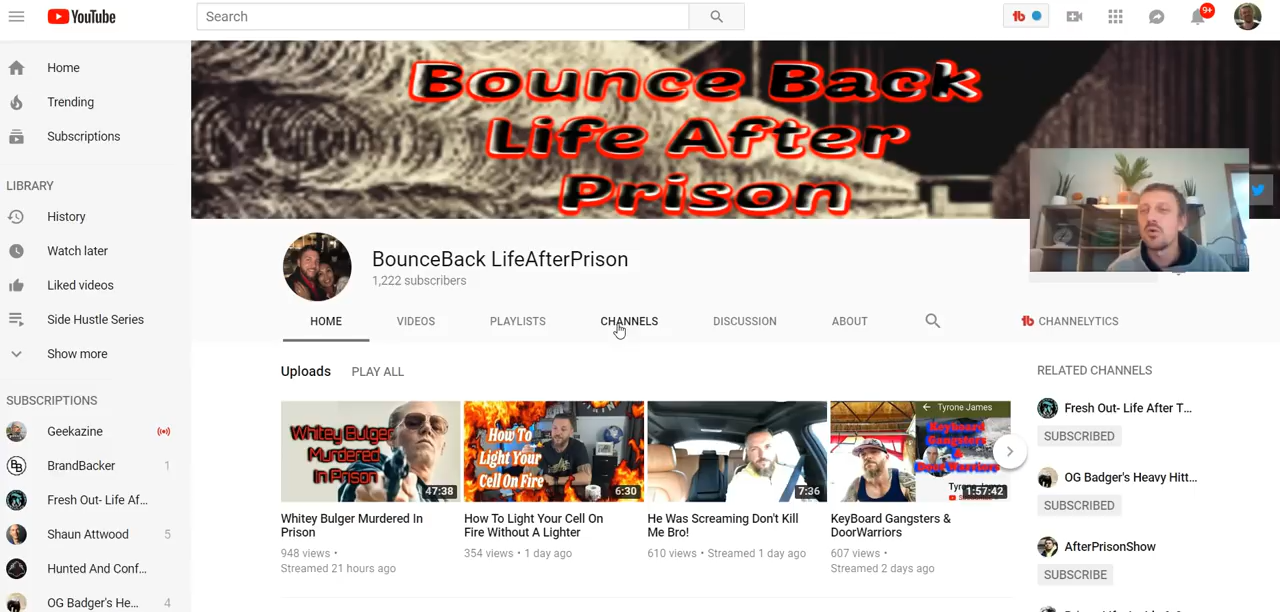 YouTube
Search
9+
Home
Trending
Subscriptions
LIBRARY
History
Watch later
Liked videos
Side Hustle Series
Show more
SUBSCRIPTIONS
Geekazine
BrandBacker 1
Fresh Out- Life Af...
Shaun Attwood 5
Hunted And Conf...
OG Badger's He... 4
Bounce Back
Life After
Prison
BounceBack LifeAfterPrison
1,222 subscribers
HOME VIDEOS PLAYLISTS CHANNELS DISCUSSION ABOUT
tb CHANNELYTICS
Uploads PLAY ALL
Whitey Bulger
Murdered
In Prison
47:38
Whitey Bulger Murdered In
Prison
948 views •
Streamed 21 hours ago
How To
Light Your
Cell On
Fire
6:30
How To Light Your Cell On
Fire Without A Lighter
354 views • 1 day ago
7:36
He Was Screaming Don't Kill
Me Bro!
610 views • Streamed 1 day ago
Tyrone James
Keyboard
Gangsters
&
Door Warriors
1:57:42
KeyBoard Gangsters &
DoorWarriors
607 views •
Streamed 2 days ago
RELATED CHANNELS
Fresh Out- Life After T...
SUBSCRIBED
OG Badger's Heavy Hitt...
SUBSCRIBED
AfterPrisonShow
SUBSCRIBE